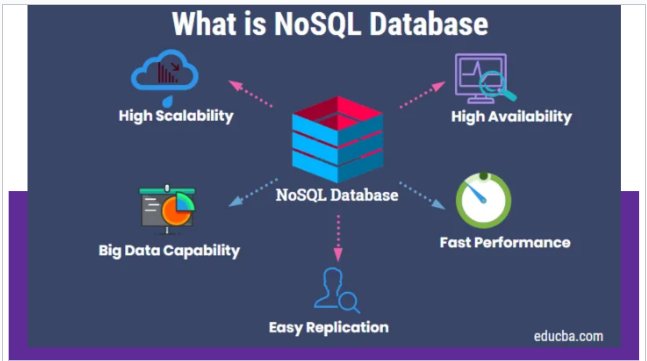 What is NoSQL Database
High Scalability
High Availability
NoSQL Database
Big Data Capability
Fast Performance
Easy Replication
educba.com